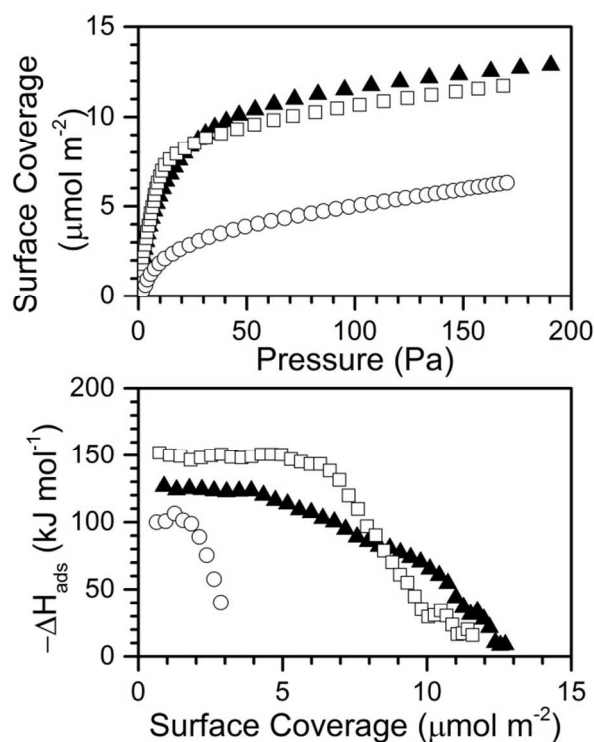 15
10
5
0
Surface Coverage
(μmol m⁻²)
0 50 100 150 200
Pressure (Pa)
200
150
100
50
0
−ΔHads (kJ mol⁻¹)
0 5 10 15
Surface Coverage (μmol m⁻²)